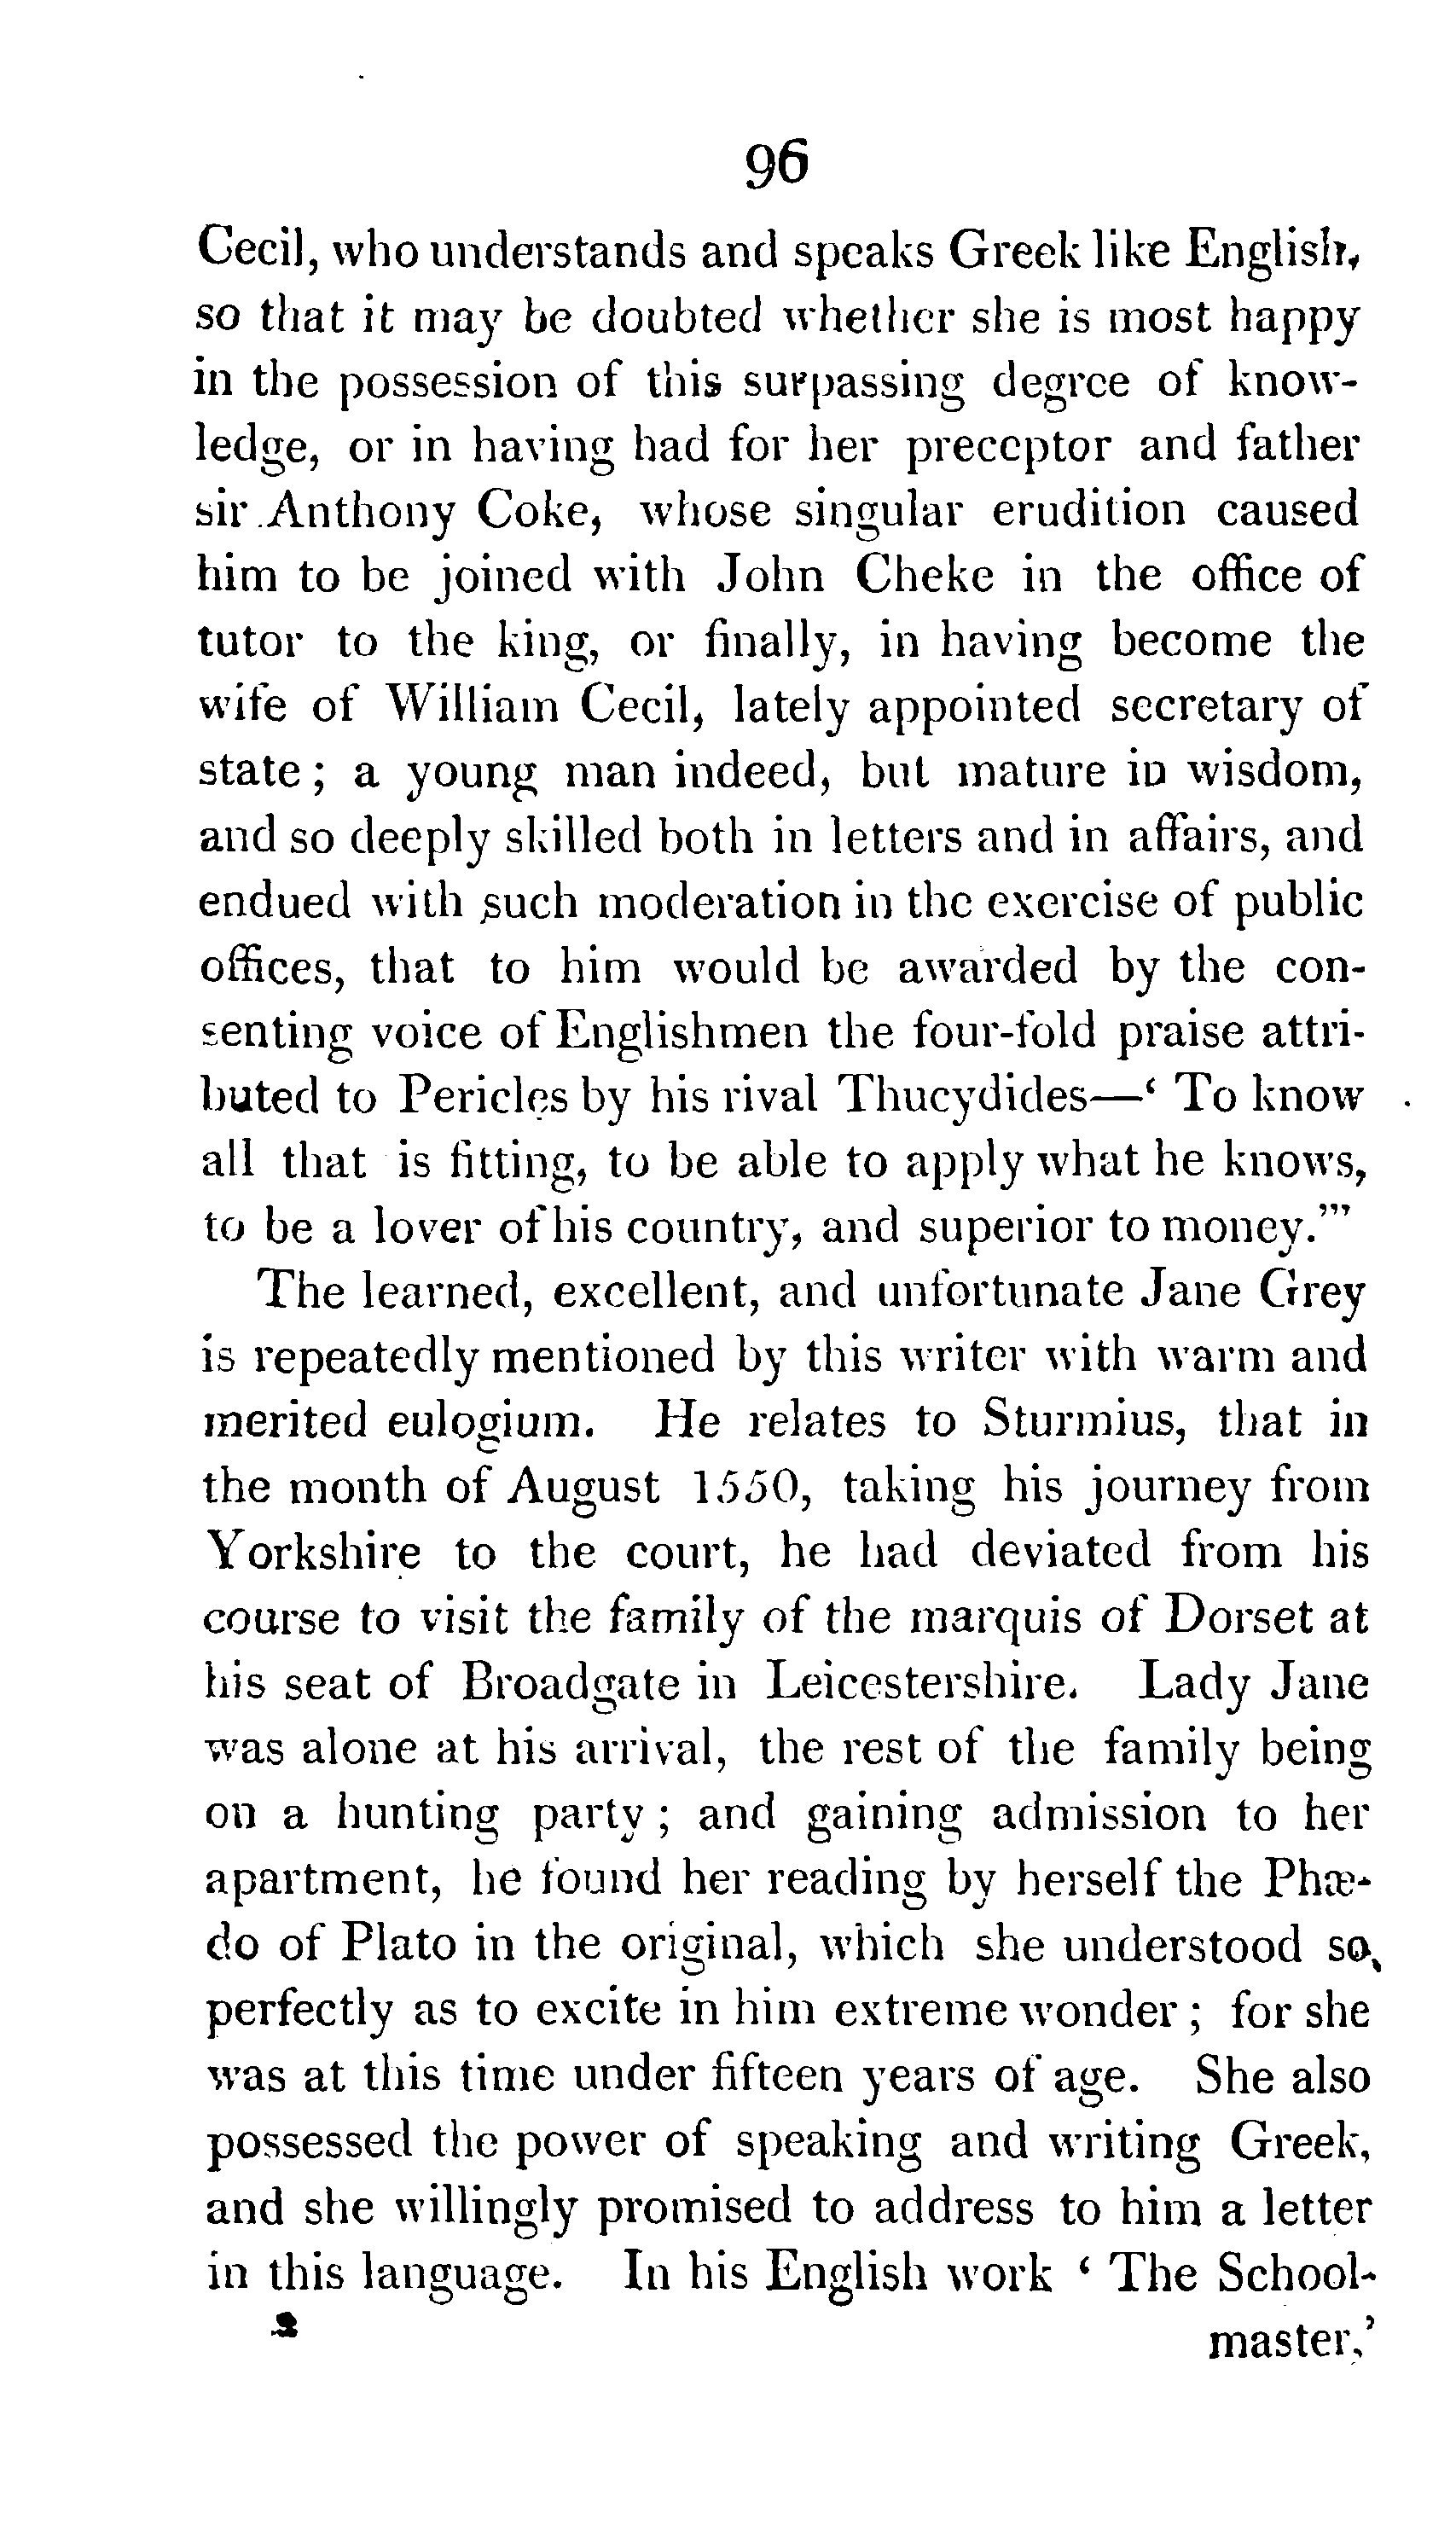 96
Cecil, who understands and speaks Greek like English,
so that it may be doubted whether she is most happy
in the possession of this surpassing degree of know-
ledge, or in having had for her preceptor and father
sir Anthony Coke, whose singular erudition caused
him to be joined with John Cheke in the office of
tutor to the king, or finally, in having become the
wife of William Cecil, lately appointed secretary of
state; a young man indeed, but mature in wisdom,
and so deeply skilled both in letters and in affairs, and
endued with such moderation in the exercise of public
offices, that to him would be awarded by the con-
senting voice of Englishmen the four-fold praise attri-
buted to Pericles by his rival Thucydides—‘ To know
all that is fitting, to be able to apply what he knows,
to be a lover of his country, and superior to money.’”
The learned, excellent, and unfortunate Jane Grey
is repeatedly mentioned by this writer with warm and
merited eulogium. He relates to Sturmius, that in
the month of August 1550, taking his journey from
Yorkshire to the court, he had deviated from his
course to visit the family of the marquis of Dorset at
his seat of Broadgate in Leicestershire. Lady Jane
was alone at his arrival, the rest of the family being
on a hunting party; and gaining admission to her
apartment, he found her reading by herself the Phæ-
do of Plato in the original, which she understood so
perfectly as to excite in him extreme wonder; for she
was at this time under fifteen years of age. She also
possessed the power of speaking and writing Greek,
and she willingly promised to address to him a letter
in this language. In his English work ‘ The School-
2 master,’